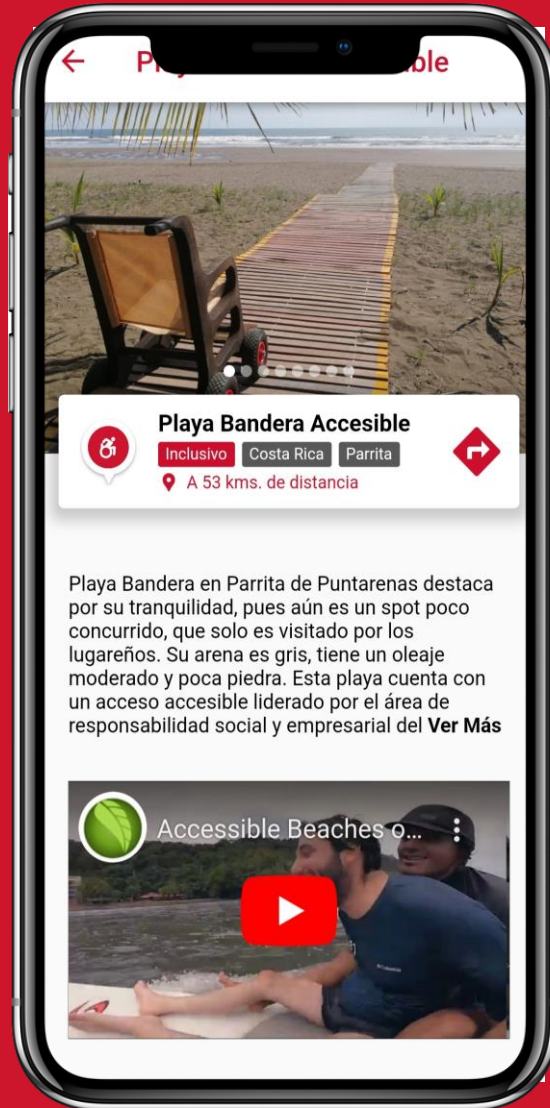 ble
Playa Bandera Accesible
Inclusivo Costa Rica Parrita
A 53 kms. de distancia
Playa Bandera en Parrita de Puntarenas destaca
por su tranquilidad, pues aún es un spot poco
concurrido, que solo es visitado por los
lugareños. Su arena es gris, tiene un oleaje
moderado y poca piedra. Esta playa cuenta con
un acceso accesible liderado por el área de
responsabilidad social y empresarial del Ver Más
Accessible Beaches o...